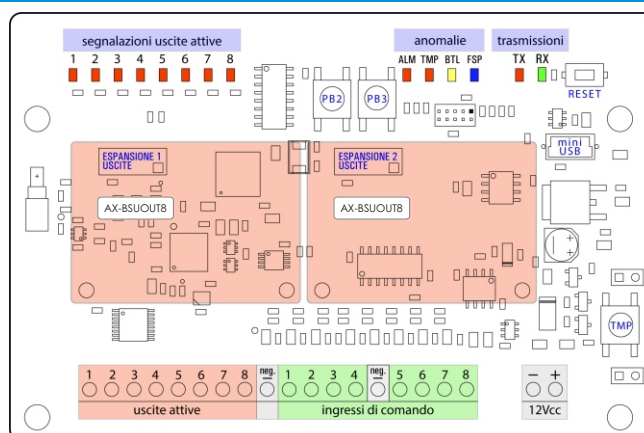 segnalazioni uscite attive
anomalie
trasmissioni
1 2 3 4 5 6 7 8
ALM TMP BTL FSP
TX RX
RESET
PB2
PB3
mini
USB
ESPANSIONE 1
USCITE
ESPANSIONE 2
USCITE
AX-BSUOUT8
AX-BSUOUT8
+
+
-
TMP
1 2 3 4 5 6 7 8 neg. 1 2 3 4 neg. 5 6 7 8
- +
- -
uscite attive
ingressi di comando
12Vcc